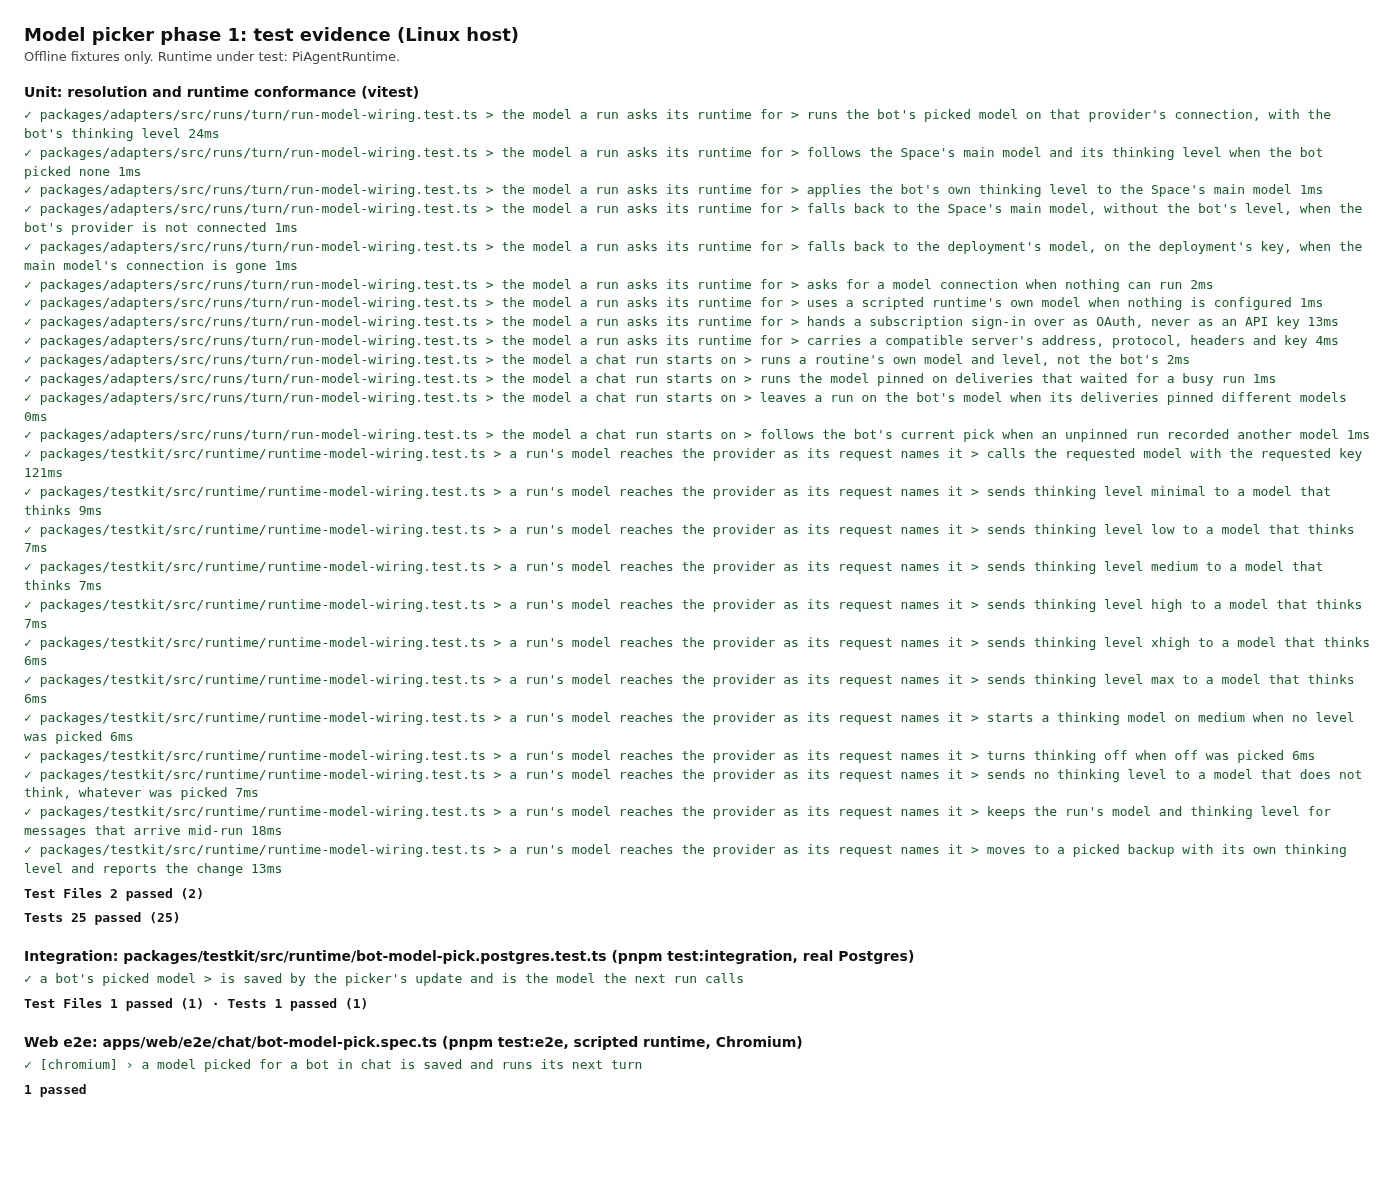 Model picker phase 1: test evidence (Linux host)
Offline fixtures only. Runtime under test: PiAgentRuntime.
Unit: resolution and runtime conformance (vitest)
✓ packages/adapters/src/runs/turn/run-model-wiring.test.ts > the model a run asks its runtime for > runs the bot's picked model on that provider's connection, with the
bot's thinking level 24ms
✓ packages/adapters/src/runs/turn/run-model-wiring.test.ts > the model a run asks its runtime for > follows the Space's main model and its thinking level when the bot
picked none 1ms
✓ packages/adapters/src/runs/turn/run-model-wiring.test.ts > the model a run asks its runtime for > applies the bot's own thinking level to the Space's main model 1ms
✓ packages/adapters/src/runs/turn/run-model-wiring.test.ts > the model a run asks its runtime for > falls back to the Space's main model, without the bot's level, when the
bot's provider is not connected 1ms
✓ packages/adapters/src/runs/turn/run-model-wiring.test.ts > the model a run asks its runtime for > falls back to the deployment's model, on the deployment's key, when the
main model's connection is gone 1ms
✓ packages/adapters/src/runs/turn/run-model-wiring.test.ts > the model a run asks its runtime for > asks for a model connection when nothing can run 2ms
✓ packages/adapters/src/runs/turn/run-model-wiring.test.ts > the model a run asks its runtime for > uses a scripted runtime's own model when nothing is configured 1ms
✓ packages/adapters/src/runs/turn/run-model-wiring.test.ts > the model a run asks its runtime for > hands a subscription sign-in over as OAuth, never as an API key 13ms
✓ packages/adapters/src/runs/turn/run-model-wiring.test.ts > the model a run asks its runtime for > carries a compatible server's address, protocol, headers and key 4ms
✓ packages/adapters/src/runs/turn/run-model-wiring.test.ts > the model a chat run starts on > runs a routine's own model and level, not the bot's 2ms
✓ packages/adapters/src/runs/turn/run-model-wiring.test.ts > the model a chat run starts on > runs the model pinned on deliveries that waited for a busy run 1ms
✓ packages/adapters/src/runs/turn/run-model-wiring.test.ts > the model a chat run starts on > leaves a run on the bot's model when its deliveries pinned different models
0ms
✓ packages/adapters/src/runs/turn/run-model-wiring.test.ts > the model a chat run starts on > follows the bot's current pick when an unpinned run recorded another model 1ms
✓ packages/testkit/src/runtime/runtime-model-wiring.test.ts > a run's model reaches the provider as its request names it > calls the requested model with the requested key
121ms
✓ packages/testkit/src/runtime/runtime-model-wiring.test.ts > a run's model reaches the provider as its request names it > sends thinking level minimal to a model that
thinks 9ms
✓ packages/testkit/src/runtime/runtime-model-wiring.test.ts > a run's model reaches the provider as its request names it > sends thinking level low to a model that thinks
7ms
✓ packages/testkit/src/runtime/runtime-model-wiring.test.ts > a run's model reaches the provider as its request names it > sends thinking level medium to a model that
thinks 7ms
✓ packages/testkit/src/runtime/runtime-model-wiring.test.ts > a run's model reaches the provider as its request names it > sends thinking level high to a model that thinks
7ms
✓ packages/testkit/src/runtime/runtime-model-wiring.test.ts > a run's model reaches the provider as its request names it > sends thinking level xhigh to a model that thinks
6ms
✓ packages/testkit/src/runtime/runtime-model-wiring.test.ts > a run's model reaches the provider as its request names it > sends thinking level max to a model that thinks
6ms
✓ packages/testkit/src/runtime/runtime-model-wiring.test.ts > a run's model reaches the provider as its request names it > starts a thinking model on medium when no level
was picked 6ms
✓ packages/testkit/src/runtime/runtime-model-wiring.test.ts > a run's model reaches the provider as its request names it > turns thinking off when off was picked 6ms
✓ packages/testkit/src/runtime/runtime-model-wiring.test.ts > a run's model reaches the provider as its request names it > sends no thinking level to a model that does not
think, whatever was picked 7ms
✓ packages/testkit/src/runtime/runtime-model-wiring.test.ts > a run's model reaches the provider as its request names it > keeps the run's model and thinking level for
messages that arrive mid-run 18ms
✓ packages/testkit/src/runtime/runtime-model-wiring.test.ts > a run's model reaches the provider as its request names it > moves to a picked backup with its own thinking
level and reports the change 13ms
Test Files 2 passed (2)
Tests 25 passed (25)
Integration: packages/testkit/src/runtime/bot-model-pick.postgres.test.ts (pnpm test:integration, real Postgres)
✓ a bot's picked model > is saved by the picker's update and is the model the next run calls
Test Files 1 passed (1) · Tests 1 passed (1)
Web e2e: apps/web/e2e/chat/bot-model-pick.spec.ts (pnpm test:e2e, scripted runtime, Chromium)
✓ [chromium] › a model picked for a bot in chat is saved and runs its next turn
1 passed